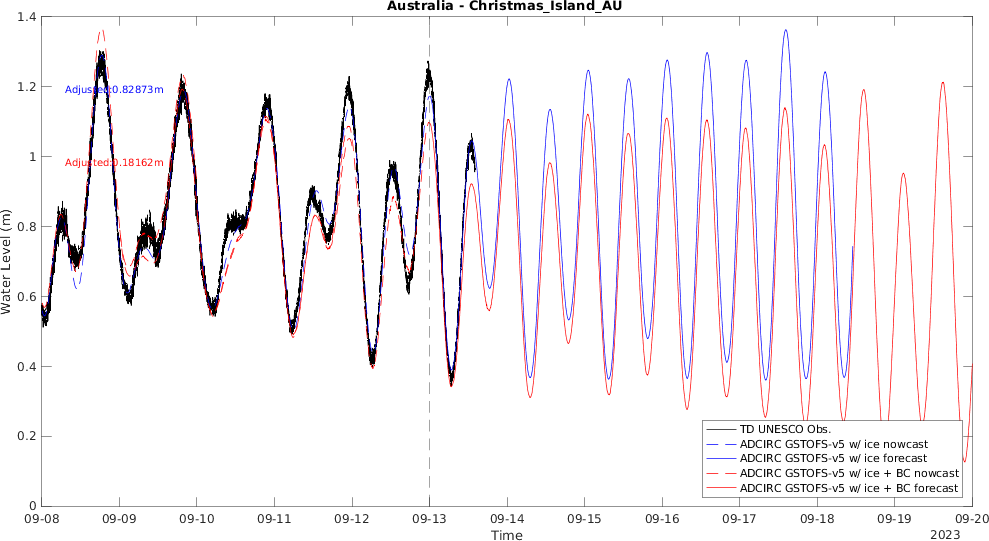 Australia - Christmas_Island_AU
1.4
1.2
1
0.8
0.6
0.4
0.2
0
Water Level (m)
Adjusted:0.82873m
Adjusted:0.18162m
TD UNESCO Obs.
ADCIRC GSTOFS-v5 w/ ice nowcast
ADCIRC GSTOFS-v5 w/ ice forecast
ADCIRC GSTOFS-v5 w/ ice + BC nowcast
ADCIRC GSTOFS-v5 w/ ice + BC forecast
09-08 09-09 09-10 09-11 09-12 09-13 09-14 09-15 09-16 09-17 09-18 09-19 09-20
Time
2023